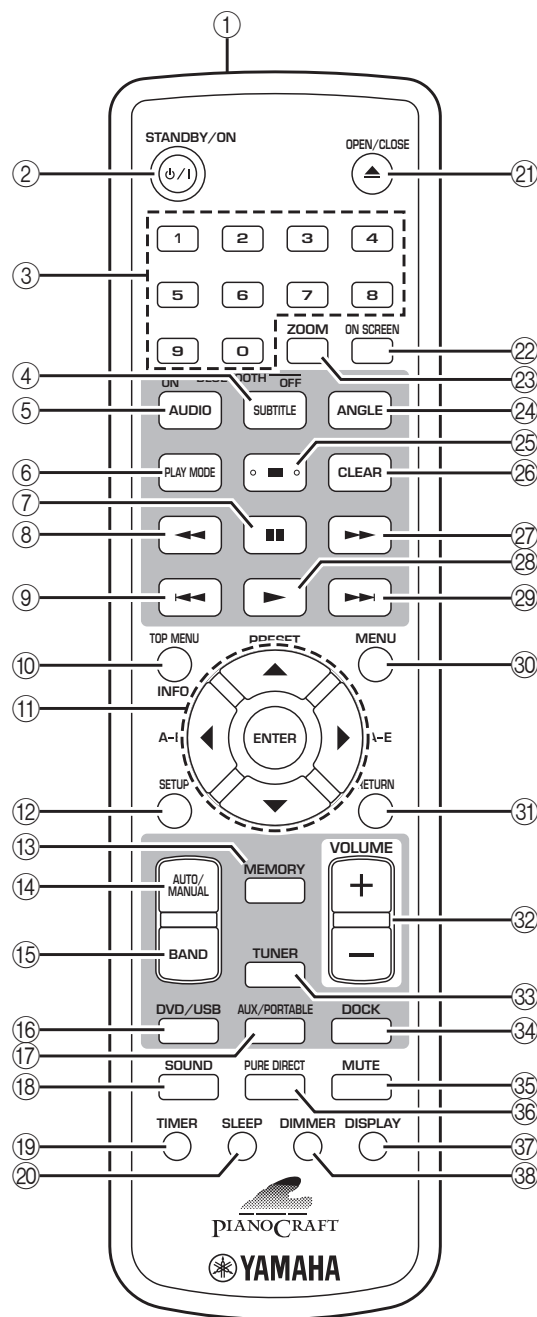 ①
STANDBY/ON
OPEN/CLOSE
②
㉑
1 2 3 4
③
5 6 7 8
9 0
ZOOM
ON SCREEN
㉒
④
㉓
ON
OFF
⑤
AUDIO
SUBTITLE
ANGLE
㉔
㉕
⑥
PLAY MODE
CLEAR
㉖
⑦
⑧
㉗
㉘
⑨
㉙
TOP MENU
PRESET
MENU
⑩
㉚
INFO
⑪
ENTER
A-E
SETUP
RETURN
⑫
㉛
⑬
VOLUME
⑭
AUTO/
MANUAL
MEMORY
+
㉜
⑮
BAND
TUNER
–
㉝
DVD/USB
AUX/PORTABLE
DOCK
⑯
㉞
⑰
SOUND
PURE DIRECT
MUTE
⑱
㉟
㊱
TIMER
SLEEP
DIMMER
DISPLAY
⑲
㊲
⑳
㊳
PIANOCRAFT
YAMAHA